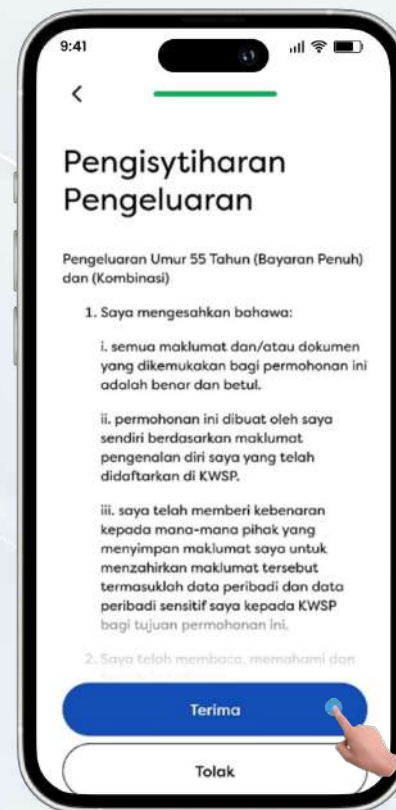 9:41
Pengisytiharan
Pengeluaran
Pengeluaran Umur 55 Tahun (Bayaran Penuh)
dan (Kombinasi)
1. Saya mengesahkan bahawa:
i. semua maklumat dan/atau dokumen
yang dikemukakan bagi permohonan ini
adalah benar dan betul.
ii. permohonan ini dibuat oleh saya
sendiri berdasarkan maklumat
pengenalan diri saya yang telah
didaftarkan di KWSP.
iii. saya telah memberi kebenaran
kepada mana-mana pihak yang
menyimpan maklumat saya untuk
menzahirkan maklumat tersebut
termasuklah data peribadi dan data
peribadi sensitif saya kepada KWSP
bagi tujuan permohonan ini.
2. Saya telah membaca, memahami dan
Terima
Tolak